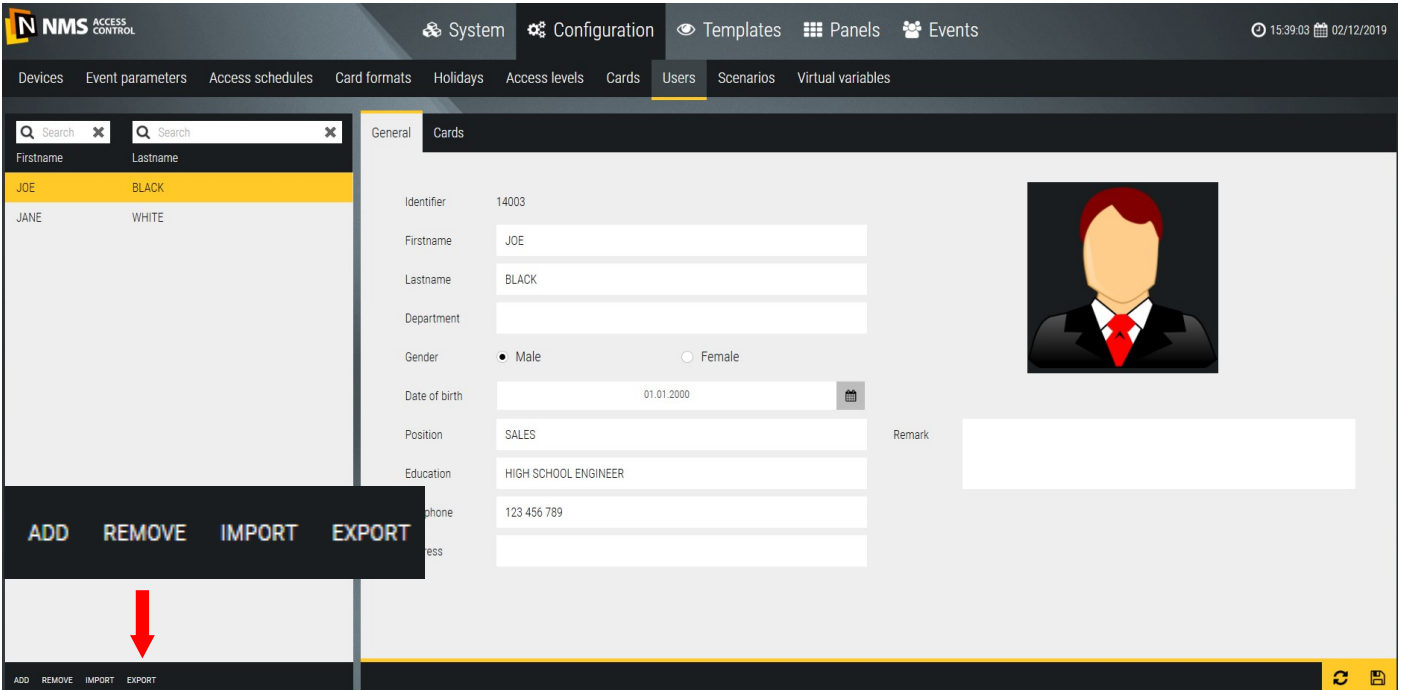 N NMS ACCESS CONTROL
System Configuration Templates Panels Events
15:39:03 02/12/2019
Devices Event parameters Access schedules Card formats Holidays Access levels Cards Users Scenarios Virtual variables
Search Search
Firstname Lastname
JOE BLACK
JANE WHITE
General Cards
Identifier 14003
Firstname JOE
Lastname BLACK
Department
Gender Male Female
Date of birth 01.01.2000
Position SALES
Remark
Education HIGH SCHOOL ENGINEER
phone 123 456 789
ress
ADD REMOVE IMPORT EXPORT
ADD REMOVE IMPORT EXPORT